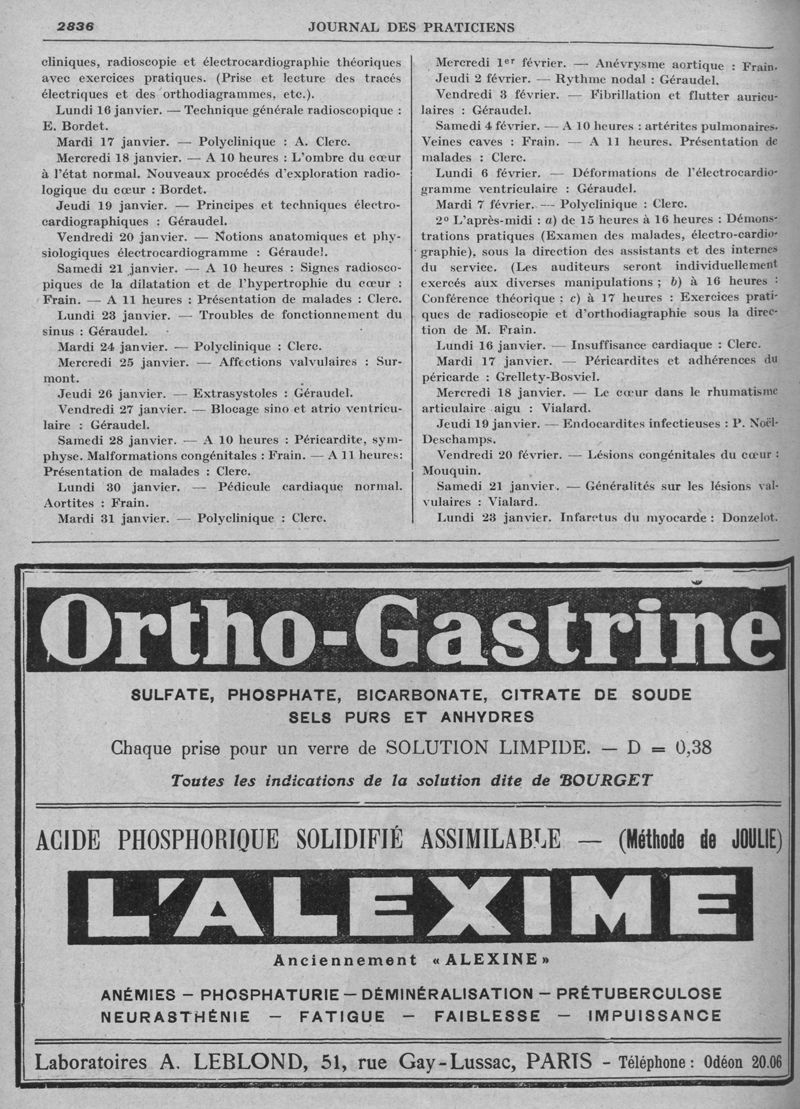 2836
JOURNAL DES PRATICIENS
cliniques, radioscopie et électrocardiographie théoriques
avec exercices pratiques. (Prise et lecture des tracés
électriques et des orthodiagrammes, etc.).
Lundi 16 janvier. — Technique générale radioscopique :
E. Bordet.
Mardi 17 janvier. — Polyclinique : A. Clerc.
Mercredi 18 janvier. — A 10 heures : L'ombre du cœur
à l'état normal. Nouveaux procédés d'exploration radio-
logique du cœur : Bordet.
Jeudi 19 janvier. — Principes et techniques électro-
cardiographiques : Géraudel.
Vendredi 20 janvier. — Notions anatomiques et phy-
siologiques électrocardiogramme : Géraudel.
Samedi 21 janvier. — A 10 heures : Signes radiosco-
piques de la dilatation et de l'hypertrophie du cœur :
Frain. — A 11 heures : Présentation de malades : Clerc.
Lundi 23 janvier. — Troubles de fonctionnement du
sinus : Géraudel.
Mardi 24 janvier. — Polyclinique : Clerc.
Mercredi 25 janvier. — Affections valvulaires : Sur-
mont.
Jeudi 26 janvier. — Extrasystoles : Géraudel.
Vendredi 27 janvier. — Blocage sino et atrio ventricu-
laire : Géraudel.
Samedi 28 janvier. — A 10 heures : Péricardite, sym-
physe. Malformations congénitales : Frain. — A 11 heures:
Présentation de malades : Clerc.
Lundi 30 janvier. — Pédicule cardiaque normal.
Aortites : Frain.
Mardi 31 janvier. — Polyclinique : Clerc.
Mercredi 1er février. — Anévrysme aortique : Frain.
Jeudi 2 février. — Rythme nodal : Géraudel.
Vendredi 3 février. — Fibrillation et flutter auricu-
laires : Géraudel.
Samedi 4 février. — A 10 heures : artérites pulmonaires.
Veines caves : Frain. — A 11 heures. Présentation de
malades : Clerc.
Lundi 6 février. — Déformations de l'électrocardio-
gramme ventriculaire : Géraudel.
Mardi 7 février. — Polyclinique : Clerc.
2° L'après-midi : a) de 15 heures à 16 heures : Démons-
trations pratiques (Examen des malades, électro-cardio-
graphie), sous la direction des assistants et des internes
du service. (Les auditeurs seront individuellement
exercés aux diverses manipulations ; b) à 16 heures :
Conférence théorique : c) à 17 heures : Exercices prati-
ques de radioscopie et d'orthodiagraphie sous la direc-
tion de M. Frain.
Lundi 16 janvier. — Insuffisance cardiaque : Clerc.
Mardi 17 janvier. — Péricardites et adhérences du
péricarde : Grellety-Bosviel.
Mercredi 18 janvier. — Le cœur dans le rhumatisme
articulaire aigu : Vialard.
Jeudi 19 janvier. — Endocardites infectieuses : P. Noël-
Deschamps.
Vendredi 20 février. — Lésions congénitales du cœur :
Mouquin.
Samedi 21 janvier. — Généralités sur les lésions val-
vulaires : Vialard.
Lundi 23 janvier. Infarctus du myocarde : Donzelot.
Ortho-Gastrine
SULFATE, PHOSPHATE, BICARBONATE, CITRATE DE SOUDE
SELS PURS ET ANHYDRES
Chaque prise pour un verre de SOLUTION LIMPIDE. — D = 0,38
Toutes les indications de la solution dite de BOURGET
ACIDE PHOSPHORIQUE SOLIDIFIÉ ASSIMILABLE — (Méthode de JOULIE)
L'ALEXIME
Anciennement « ALEXINE »
ANÉMIES — PHOSPHATURIE — DÉMINÉRALISATION — PRÉTUBERCULOSE
NEURASTHÉNIE — FATIGUE — FAIBLESSE — IMPUISSANCE
Laboratoires A. LEBLOND, 51, rue Gay-Lussac, PARIS - Téléphone : Odéon 20.06